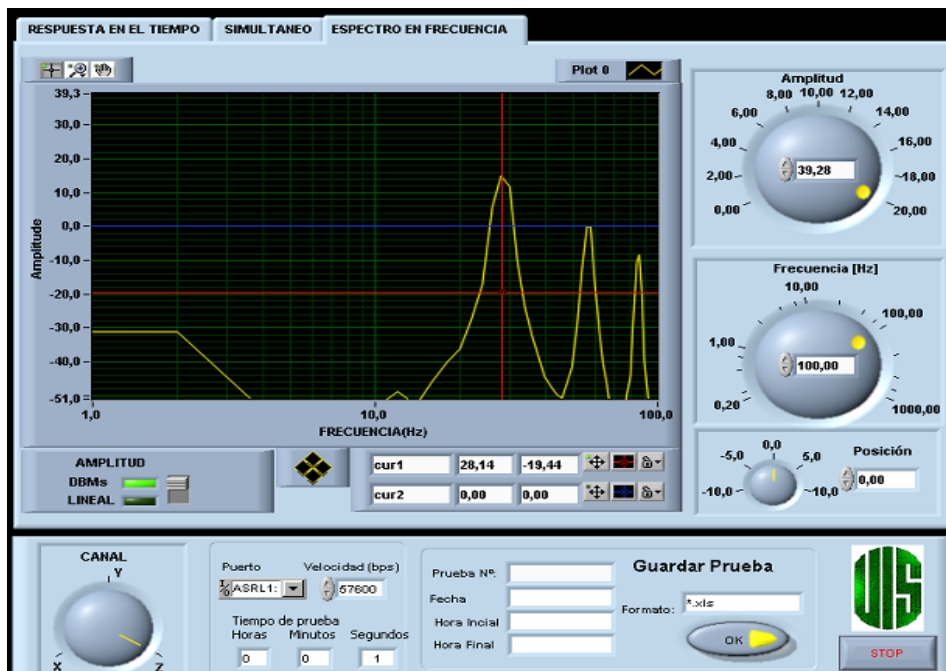 RESPUESTA EN EL TIEMPO SIMULTANEO ESPECTRO EN FRECUENCIA
Plot 0
Amplitude
39,3
30,0
20,0
10,0
0,0
-10,0
-20,0
-30,0
-40,0
-51,0
1,0 10,0 100,0
FRECUENCIA(Hz)
Amplitud
0,00 2,00 4,00 6,00 8,00 10,00 12,00 14,00 16,00 18,00 20,00
39,28
Frecuencia [Hz]
0,20 1,00 10,00 100,00 1000,00
100,00
AMPLITUD
DBMs
LINEAL
cur1 28,14 -19,44
cur2 0,00 0,00
-10,0 -5,0 0,0 5,0 10,0
Posición
0,00
CANAL
X Y Z
Puerto Velocidad (bps)
I/O ASRL1: 57600
Tiempo de prueba
Horas Minutos Segundos
0 0 1
Prueba Nº:
Fecha
Hora Incial
Hora Final
Guardar Prueba
Formato: *.xls
OK
UIS
STOP